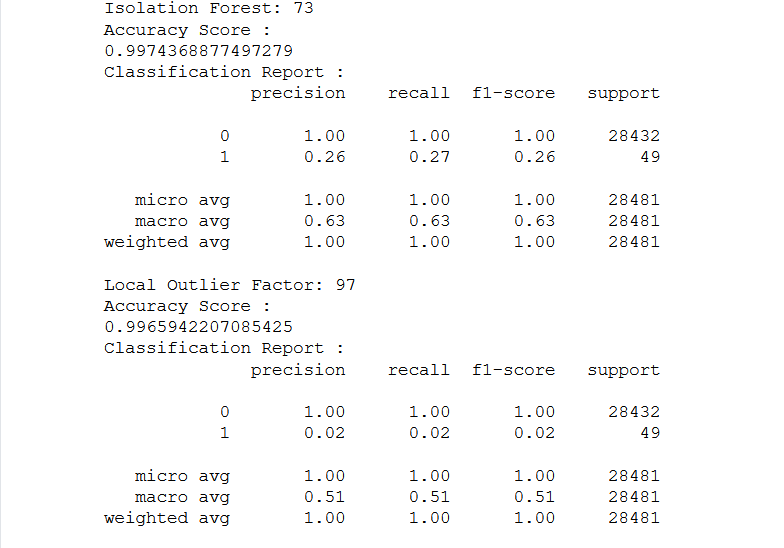 Isolation Forest: 73
Accuracy Score :
0.9974368877497279
Classification Report :
precision recall f1-score support
0 1.00 1.00 1.00 28432
1 0.26 0.27 0.26 49
micro avg 1.00 1.00 1.00 28481
macro avg 0.63 0.63 0.63 28481
weighted avg 1.00 1.00 1.00 28481
Local Outlier Factor: 97
Accuracy Score :
0.9965942207085425
Classification Report :
precision recall f1-score support
0 1.00 1.00 1.00 28432
1 0.02 0.02 0.02 49
micro avg 1.00 1.00 1.00 28481
macro avg 0.51 0.51 0.51 28481
weighted avg 1.00 1.00 1.00 28481